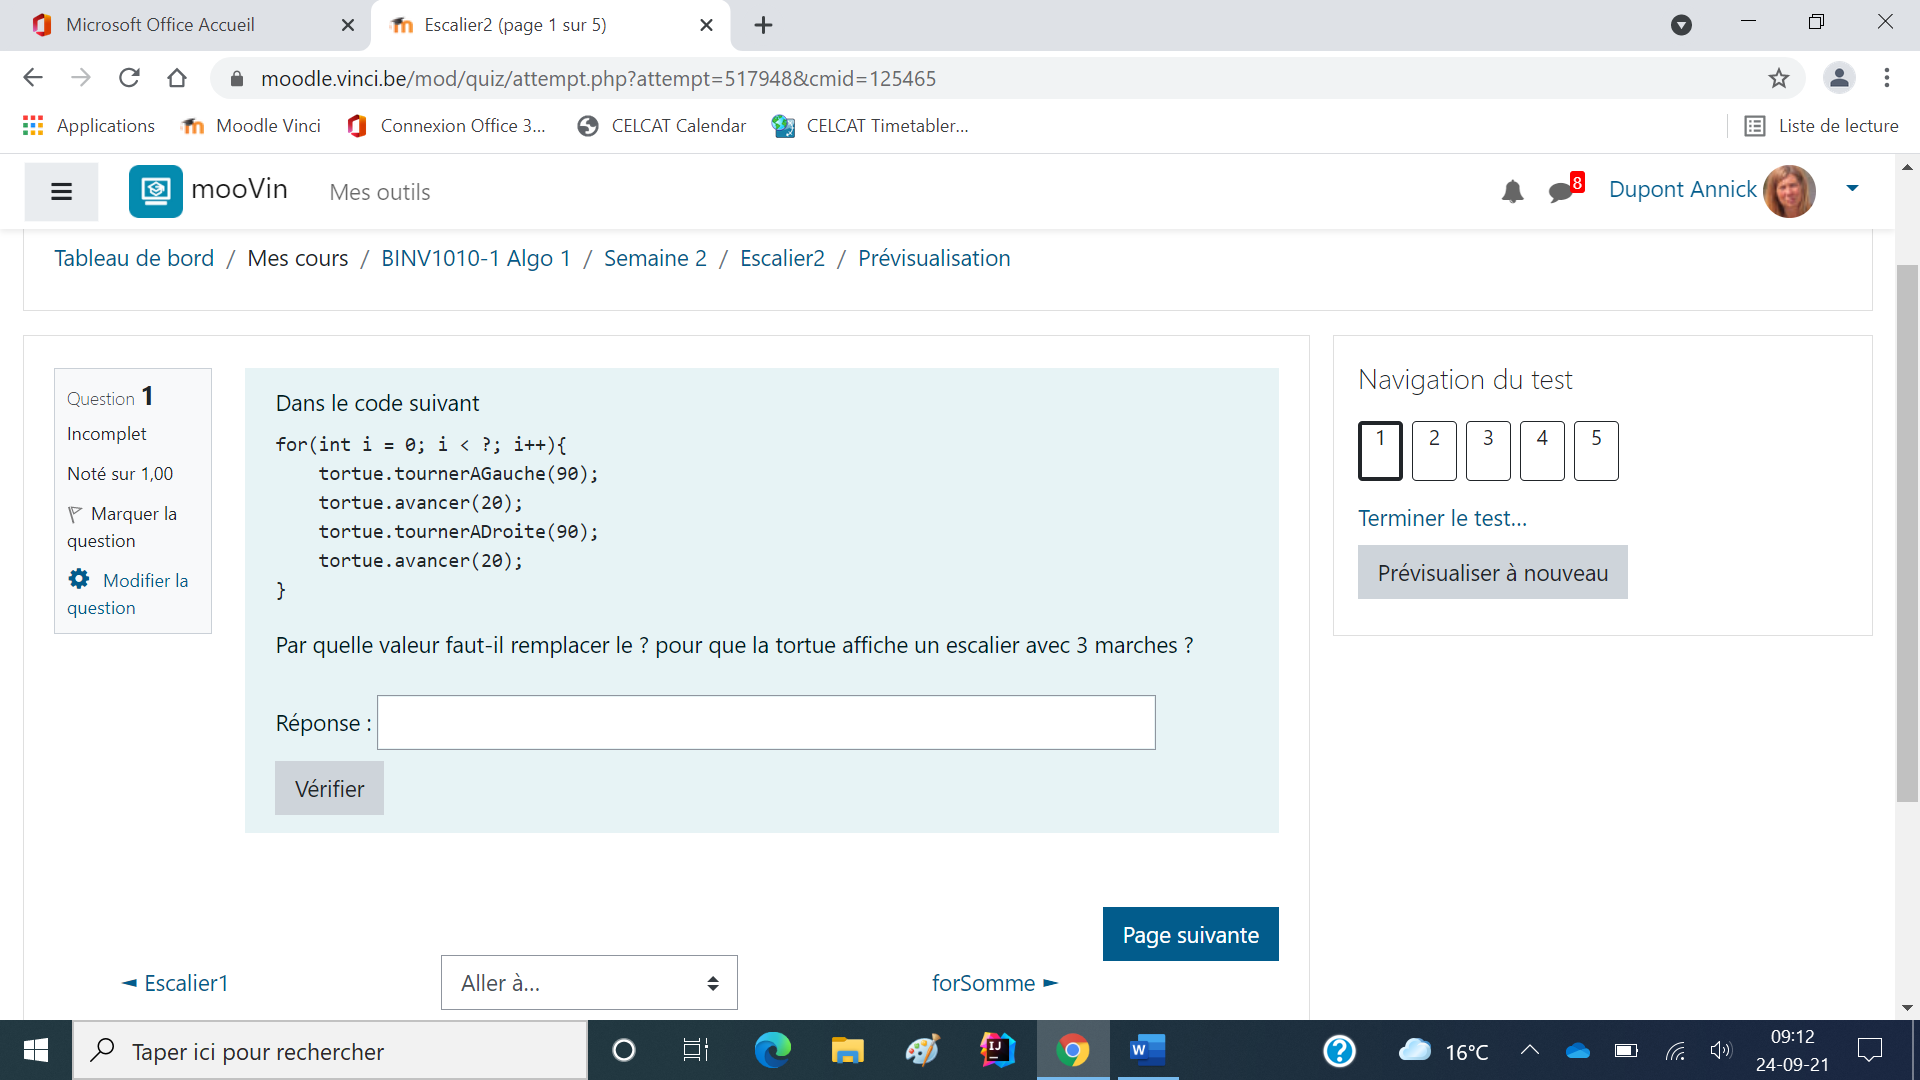 Microsoft Office Accueil
Escalier2 (page 1 sur 5)
moodle.vinci.be/mod/quiz/attempt.php?attempt=517948&cmid=125465
Applications
Moodle Vinci
Connexion Office 3...
CELCAT Calendar
CELCAT Timetabler...
Liste de lecture
mooVin
Mes outils
8
Dupont Annick
Tableau de bord / Mes cours / BINV1010-1 Algo 1 / Semaine 2 / Escalier2 / Prévisualisation
Question 1
Incomplet
Noté sur 1,00
Marquer la
question
Modifier la
question
Dans le code suivant
for(int i = 0; i < ?; i++){
    tortue.tournerAGauche(90);
    tortue.avancer(20);
    tortue.tournerADroite(90);
    tortue.avancer(20);
}
Par quelle valeur faut-il remplacer le ? pour que la tortue affiche un escalier avec 3 marches ?
Réponse :
Vérifier
Navigation du test
1 2 3 4 5
Terminer le test...
Prévisualiser à nouveau
Page suivante
◄ Escalier1
Aller à...
forSomme ►
Taper ici pour rechercher
IJ
W
?
16°C
09:12
24-09-21